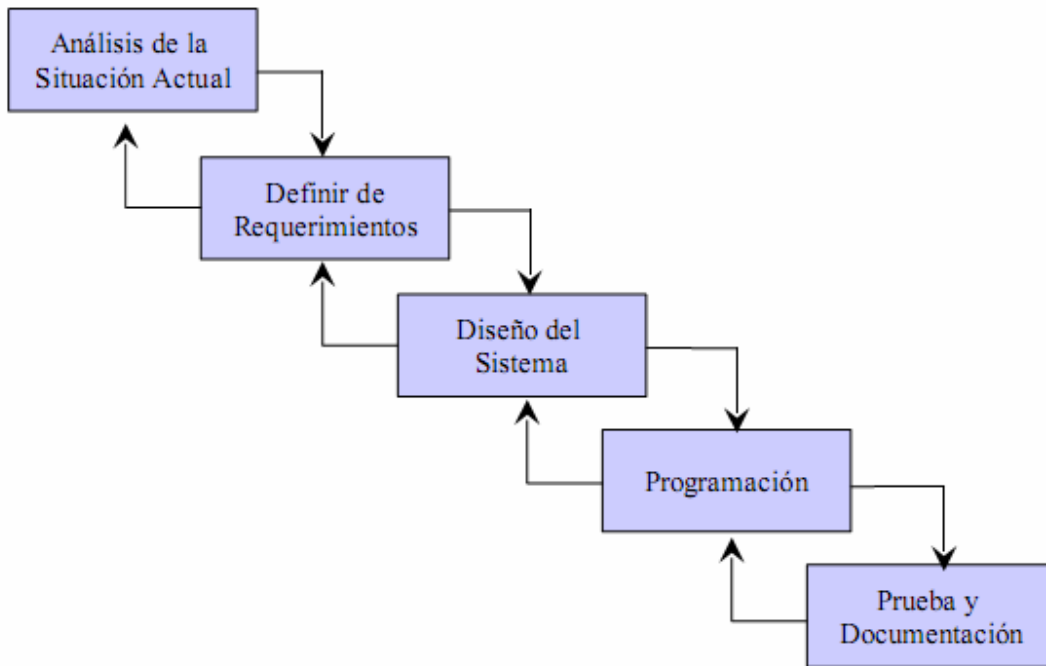 Análisis de la
Situación Actual
Definir de
Requerimientos
Diseño del
Sistema
Programación
Prueba y
Documentación